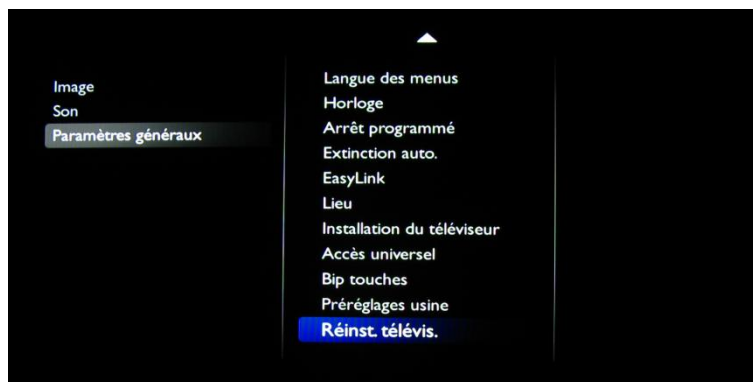 Image
Son
Paramètres généraux
Langue des menus
Horloge
Arrêt programmé
Extinction auto.
EasyLink
Lieu
Installation du téléviseur
Accès universel
Bip touches
Préréglages usine
Réinst. télévis.